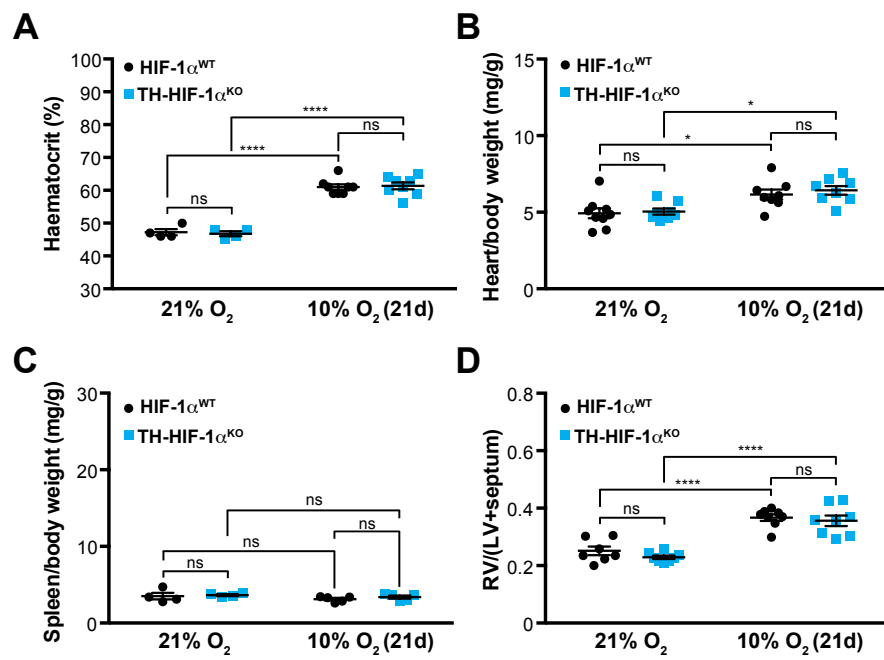 A
Haematocrit (%)
HIF-1α^WT
TH-HIF-1α^KO
100
90
80
70
60
50
40
30
ns
****
****
ns
21% O₂
10% O₂ (21d)
B
Heart/body weight (mg/g)
HIF-1α^WT
TH-HIF-1α^KO
15
10
5
0
ns
*
*
ns
21% O₂
10% O₂ (21d)
C
Spleen/body weight (mg/g)
HIF-1α^WT
TH-HIF-1α^KO
30
20
10
0
ns
ns
ns
ns
21% O₂
10% O₂ (21d)
D
RV/(LV+septum)
HIF-1α^WT
TH-HIF-1α^KO
0.8
0.6
0.4
0.2
0.0
ns
****
****
ns
21% O₂
10% O₂ (21d)